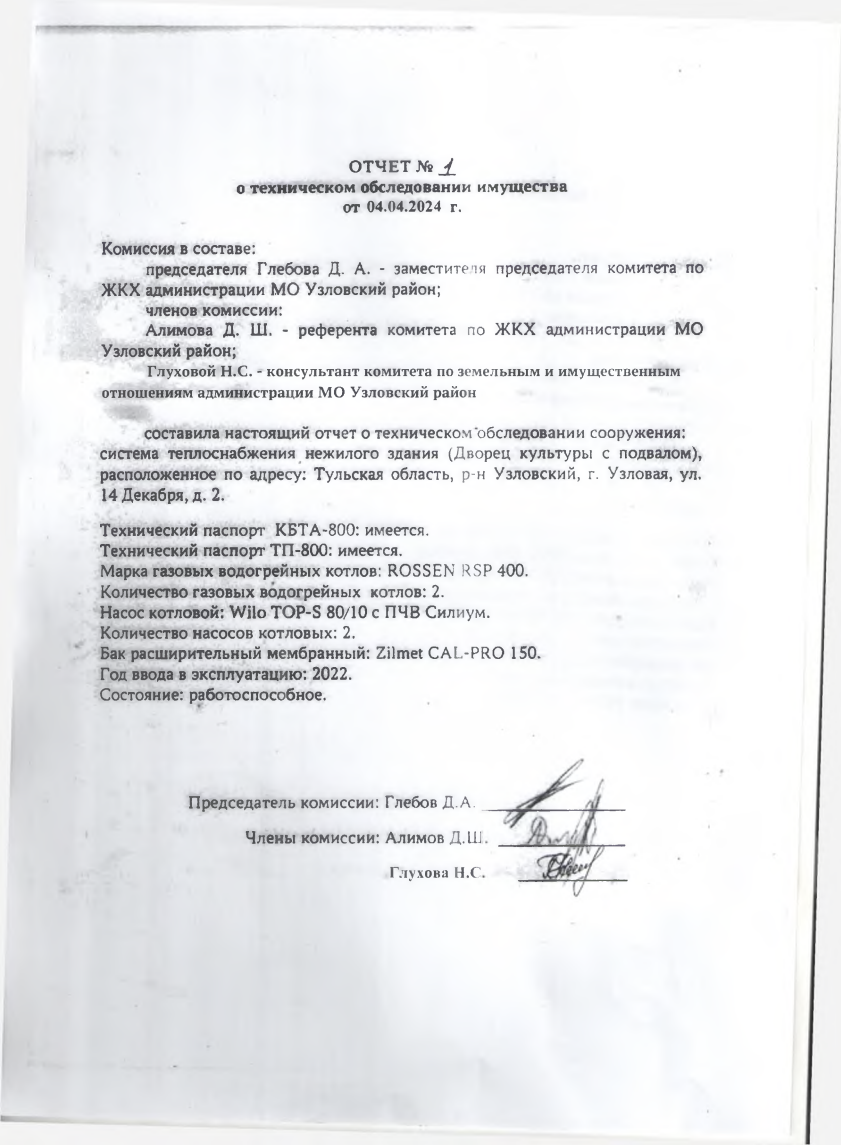 ОТЧЕТ № 1
о техническом обследовании имущества
от 04.04.2024 г.
Комиссия в составе:
председателя Глебова Д. А. - заместителя председателя комитета по
ЖКХ администрации МО Узловский район;
членов комиссии:
Алимова Д. Ш. - референта комитета по ЖКХ администрации МО
Узловский район;
Глуховой Н.С. - консультант комитета по земельным и имущественным
отношениям администрации МО Узловский район
составила настоящий отчет о техническом обследовании сооружения:
система теплоснабжения нежилого здания (Дворец культуры с подвалом),
расположенное по адресу: Тульская область, р-н Узловский, г. Узловая, ул.
14 Декабря, д. 2.
Технический паспорт КБТА-800: имеется.
Технический паспорт ТП-800: имеется.
Марка газовых водогрейных котлов: ROSSEN RSP 400.
Количество газовых водогрейных котлов: 2.
Насос котловой: Wilo TOP-S 80/10 с ПЧВ Силиум.
Количество насосов котловых: 2.
Бак расширительный мембранный: Zilmet CAL-PRO 150.
Год ввода в эксплуатацию: 2022.
Состояние: работоспособное.
Председатель комиссии: Глебов Д.А.
Члены комиссии: Алимов Д.Ш.
Глухова Н.С.